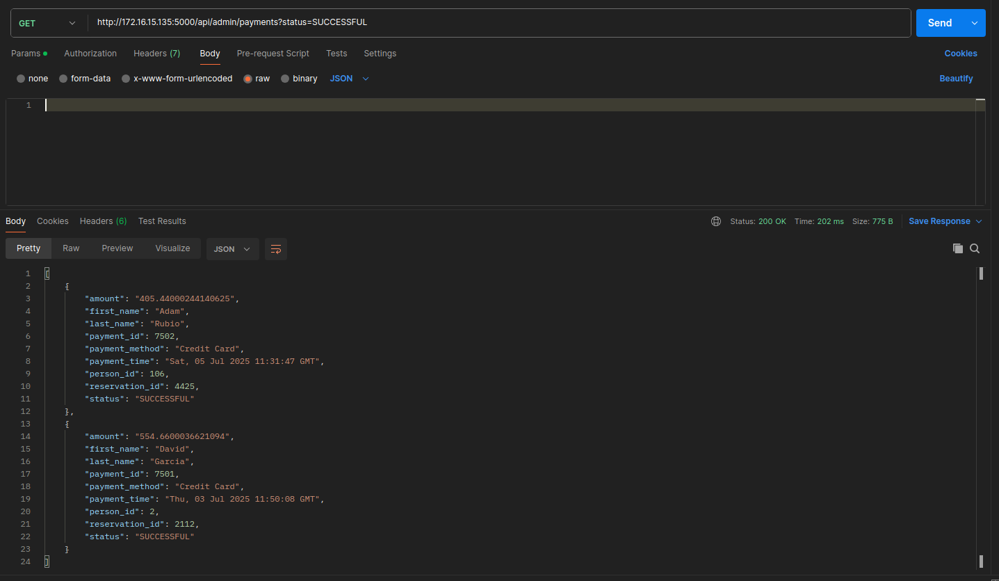 GET http://172.16.15.135:5000/api/admin/payments?status=SUCCESSFUL Send
Params Authorization Headers (7) Body Pre-request Script Tests Settings Cookies
none form-data x-www-form-urlencoded raw binary JSON Beautify
1
Body Cookies Headers (6) Test Results Status: 200 OK Time: 202 ms Size: 775 B Save Response
Pretty Raw Preview Visualize JSON
1 [
2 {
3 "amount": "405.44000244140625",
4 "first_name": "Adam",
5 "last_name": "Rubio",
6 "payment_id": 7502,
7 "payment_method": "Credit Card",
8 "payment_time": "Sat, 05 Jul 2025 11:31:47 GMT",
9 "person_id": 106,
10 "reservation_id": 4425,
11 "status": "SUCCESSFUL"
12 },
13 {
14 "amount": "554.6600036621094",
15 "first_name": "David",
16 "last_name": "Garcia",
17 "payment_id": 7501,
18 "payment_method": "Credit Card",
19 "payment_time": "Thu, 03 Jul 2025 11:50:08 GMT",
20 "person_id": 2,
21 "reservation_id": 2112,
22 "status": "SUCCESSFUL"
23 }
24 ]